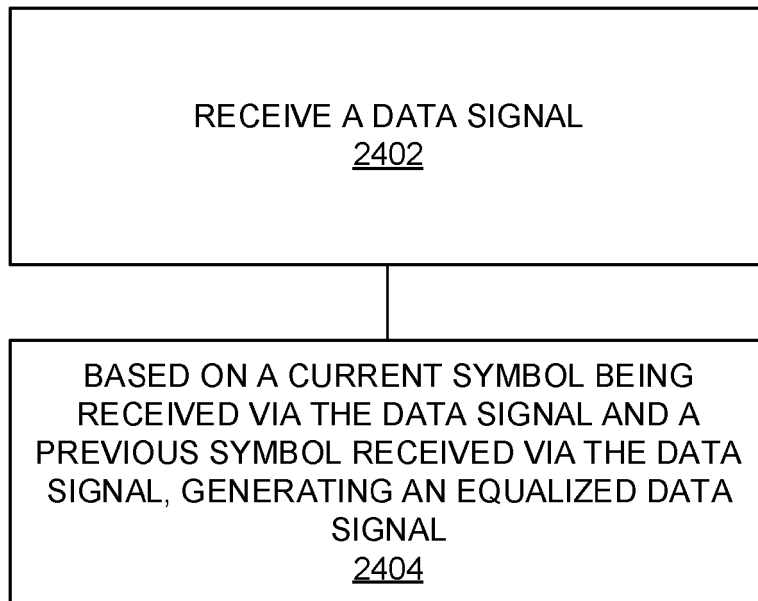 RECEIVE A DATA SIGNAL
2402
BASED ON A CURRENT SYMBOL BEING
RECEIVED VIA THE DATA SIGNAL AND A
PREVIOUS SYMBOL RECEIVED VIA THE DATA
SIGNAL, GENERATING AN EQUALIZED DATA
SIGNAL
2404